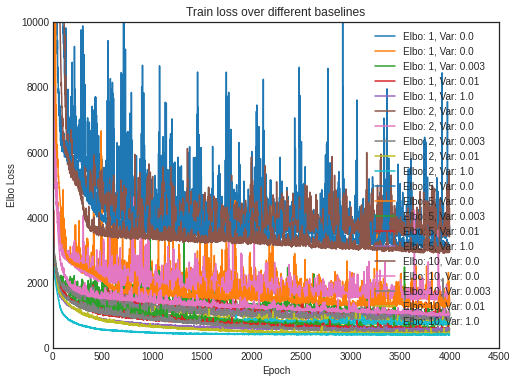 Train loss over different baselines
10000
8000
6000
4000
2000
0
Elbo Loss
0 500 1000 1500 2000 2500 3000 3500 4000 4500
Epoch
Elbo: 1, Var: 0.0
Elbo: 1, Var: 0.0
Elbo: 1, Var: 0.003
Elbo: 1, Var: 0.01
Elbo: 1, Var: 1.0
Elbo: 2, Var: 0.0
Elbo: 2, Var: 0.0
Elbo: 2, Var: 0.003
Elbo: 2, Var: 0.01
Elbo: 2, Var: 1.0
Elbo: 5, Var: 0.0
Elbo: 5, Var: 0.0
Elbo: 5, Var: 0.003
Elbo: 5, Var: 0.01
Elbo: 5, Var: 1.0
Elbo: 10, Var: 0.0
Elbo: 10, Var: 0.0
Elbo: 10, Var: 0.003
Elbo: 10, Var: 0.01
Elbo: 10, Var: 1.0